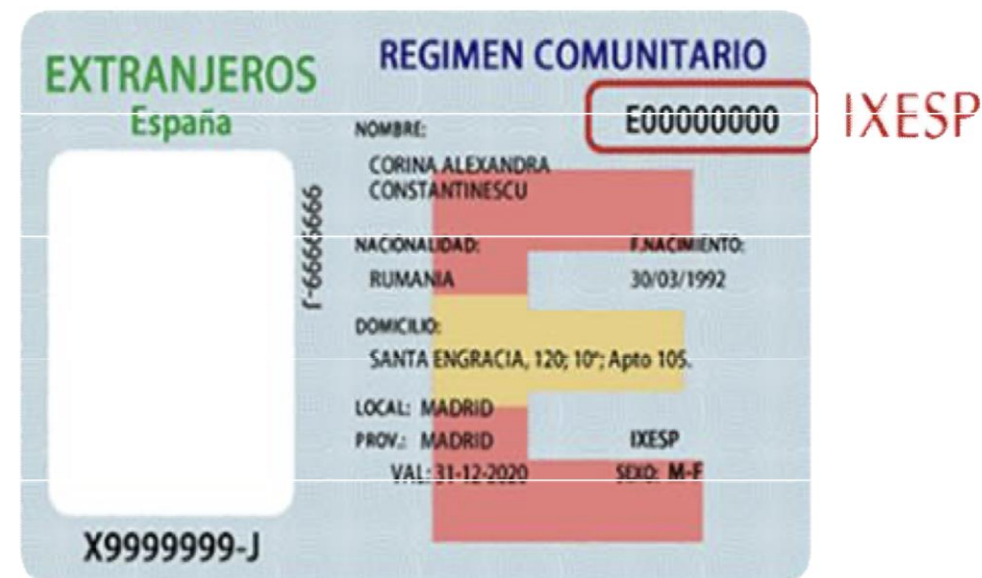 EXTRANJEROS
España
REGIMEN COMUNITARIO
E00000000
IXESP
NOMBRE:
CORINA ALEXANDRA
CONSTANTINESCU
NACIONALIDAD:
F.NACIMIENTO:
RUMANIA
30/03/1992
DOMICILIO:
SANTA ENGRACIA, 120; 10º; Apto 105.
LOCAL: MADRID
PROV.: MADRID
IXESP
VAL: 31-12-2020
SEXO: M-F
X9999999-J